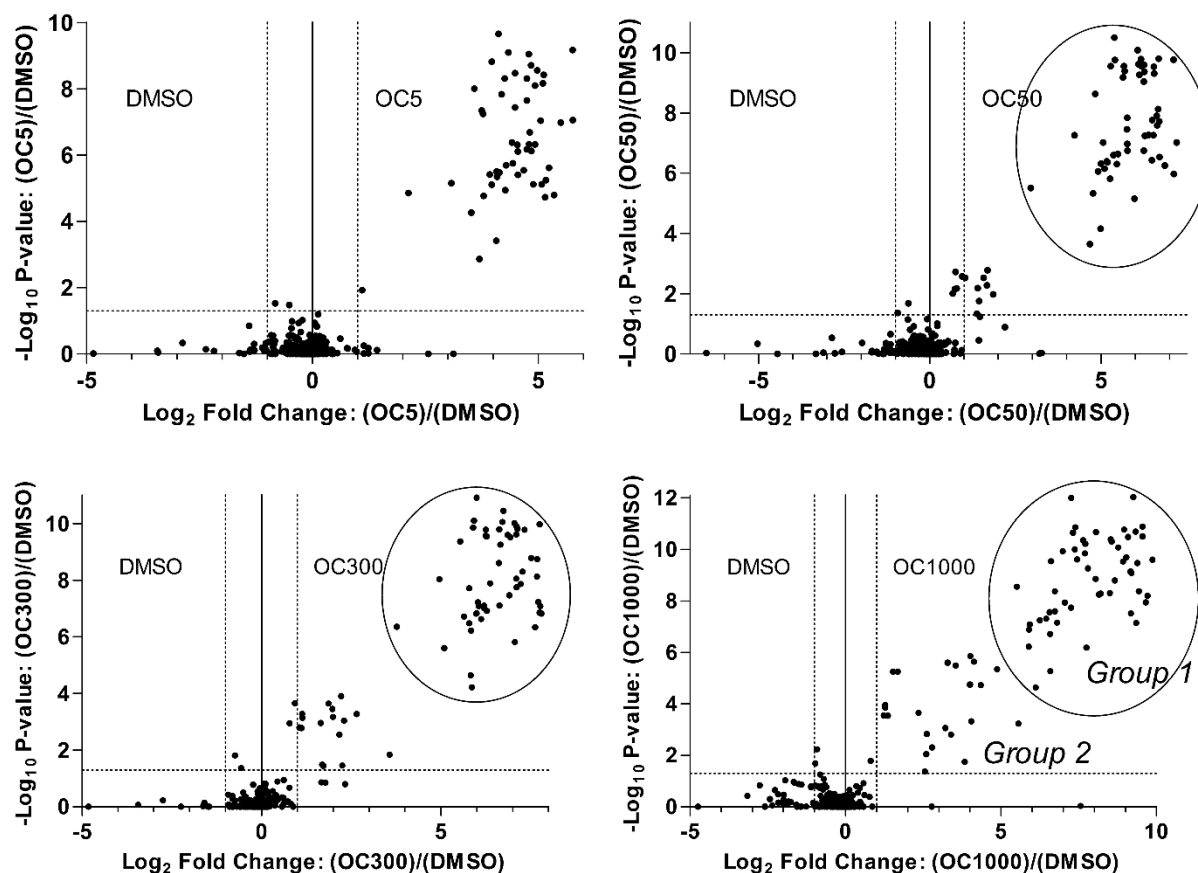 -Log10 P-value: (OC5)/(DMSO)
10
8
6
4
2
0
DMSO
OC5
-5
0
5
Log2 Fold Change: (OC5)/(DMSO)
-Log10 P-value: (OC50)/(DMSO)
10
8
6
4
2
0
DMSO
OC50
-5
0
5
Log2 Fold Change: (OC50)/(DMSO)
-Log10 P-value: (OC300)/(DMSO)
10
8
6
4
2
0
DMSO
OC300
-5
0
5
Log2 Fold Change: (OC300)/(DMSO)
-Log10 P-value: (OC1000)/(DMSO)
12
10
8
6
4
2
0
DMSO
OC1000
Group 1
Group 2
-5
0
5
10
Log2 Fold Change: (OC1000)/(DMSO)